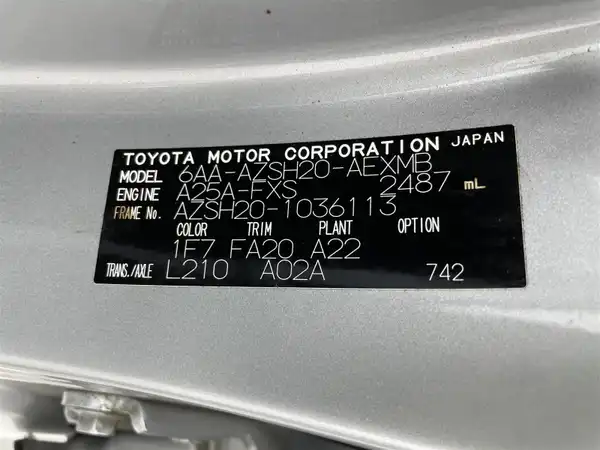 TOYOTA MOTOR CORPORATION JAPAN
MODEL 6AA-AZSH20-AEXMB
ENGINE A25A-FXS 2487 mL
FRAME No. AZSH20-1036113
COLOR TRIM PLANT OPTION
1F7 FA20 A22
TRANS./AXLE L210 A02A 742